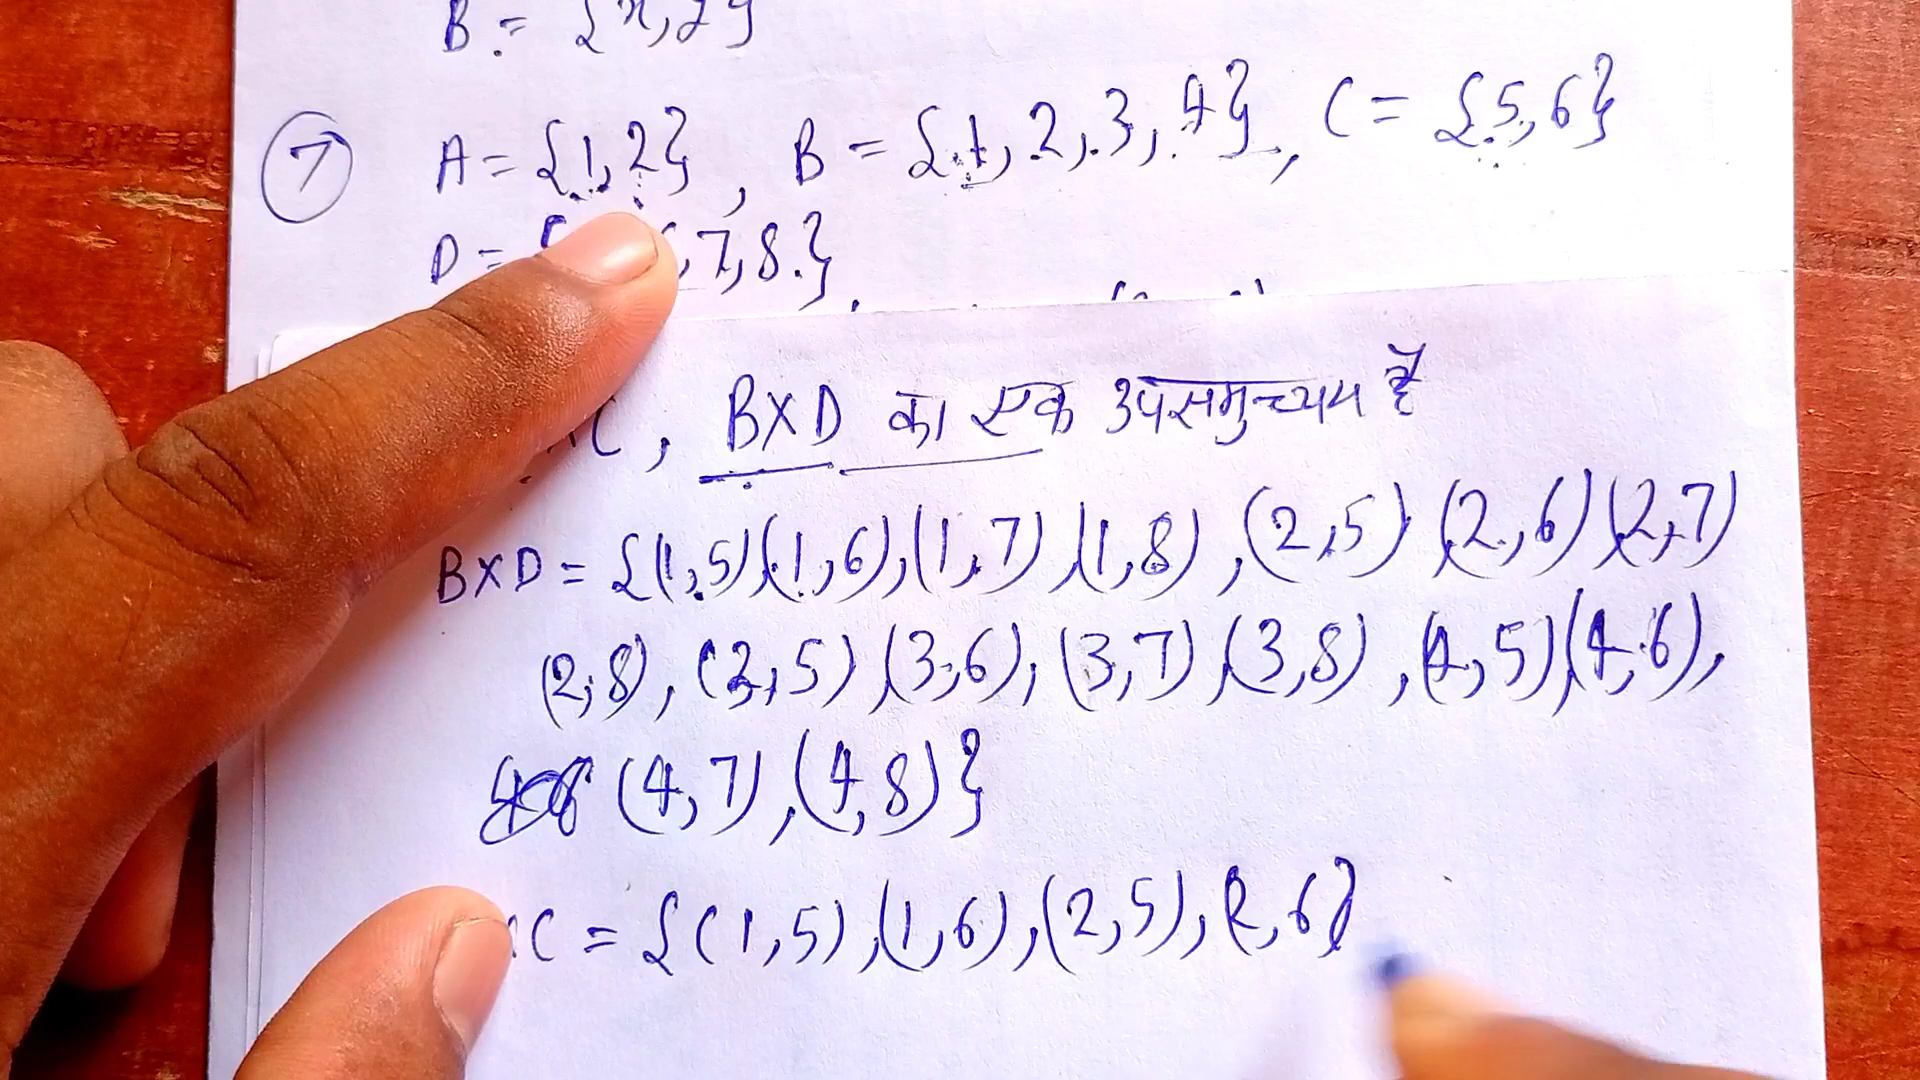 B = {x, y}
7 A = {1, 2} , B = {1, 2, 3, 4} , C = {5, 6}
D = { , 7, 8}
C , B×D का एक उपसमुच्चय है
B×D = {(1,5),(1,6),(1,7),(1,8),(2,5),(2,6),(2,7)
(2,8), (3,5),(3,6),(3,7),(3,8),(4,5),(4,6),
(4,7),(4,8)}
C = {(1,5),(1,6),(2,5),(2,6}